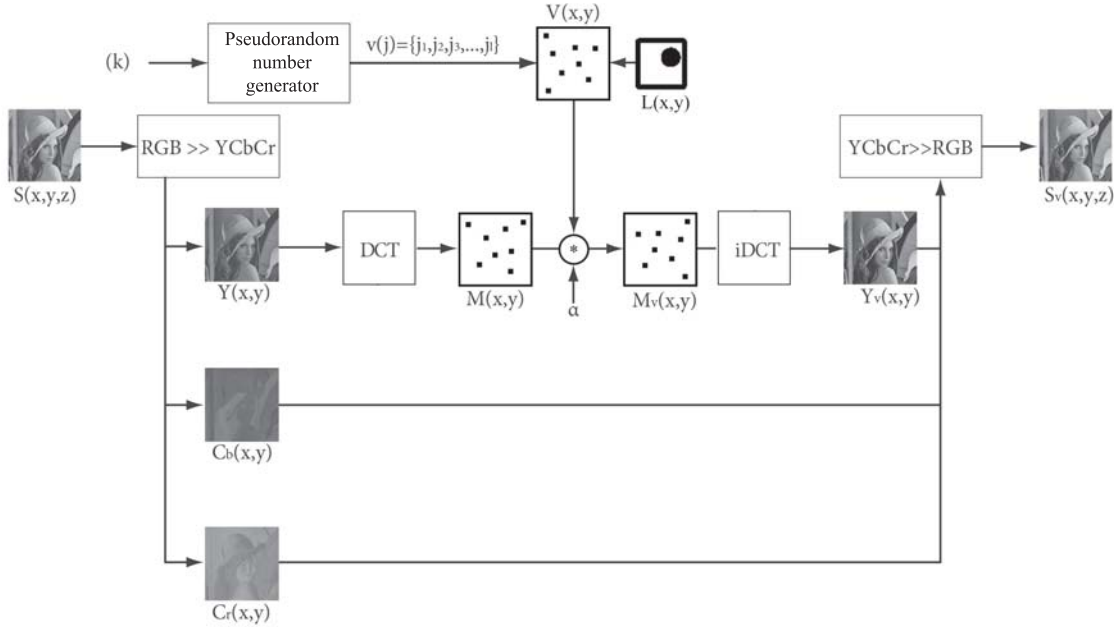 V(x,y)
(k)
Pseudorandom
number
generator
v(j)={j1,j2,j3,...,jl}
L(x,y)
RGB >> YCbCr
YCbCr>>RGB
S(x,y,z)
Sv(x,y,z)
DCT
*
iDCT
Y(x,y)
M(x,y)
α
Mv(x,y)
Yv(x,y)
Cb(x,y)
Cr(x,y)